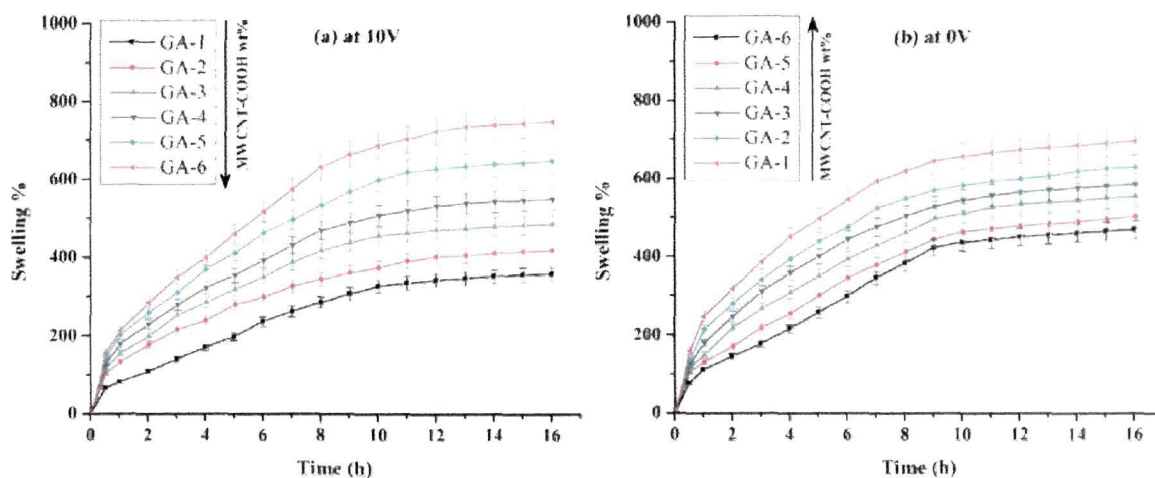 (a) at 10V
GA-1
GA-2
GA-3
GA-4
GA-5
GA-6
MWCNT-COOH wt%
1000
800
600
400
200
0
Swelling %
0 2 4 6 8 10 12 14 16
Time (h)
(b) at 0V
GA-6
GA-5
GA-4
GA-3
GA-2
GA-1
MWCNT-COOH wt%
1000
800
600
400
200
0
Swelling %
0 2 4 6 8 10 12 14 16
Time (h)